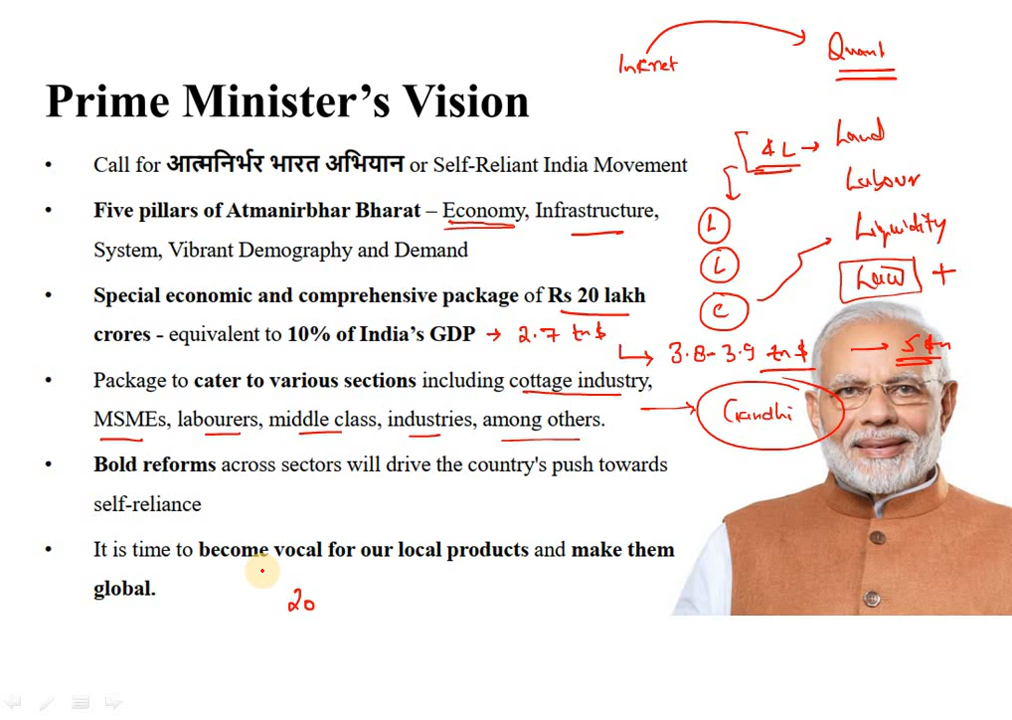 Internet
Quant
Prime Minister's Vision
4L → Land
• Call for आत्मनिर्भर भारत अभियान or Self-Reliant India Movement
Labour
• Five pillars of Atmanirbhar Bharat – Economy, Infrastructure,
L
Liquidity
System, Vibrant Demography and Demand
L
Law +
• Special economic and comprehensive package of Rs 20 lakh
C
crores - equivalent to 10% of India's GDP → 2.7 tn $
3.8-3.9 tn $ → 5 $tn
• Package to cater to various sections including cottage industry,
MSMEs, labourers, middle class, industries, among others.
Gandhi
• Bold reforms across sectors will drive the country's push towards
self-reliance
• It is time to become vocal for our local products and make them
global.
20